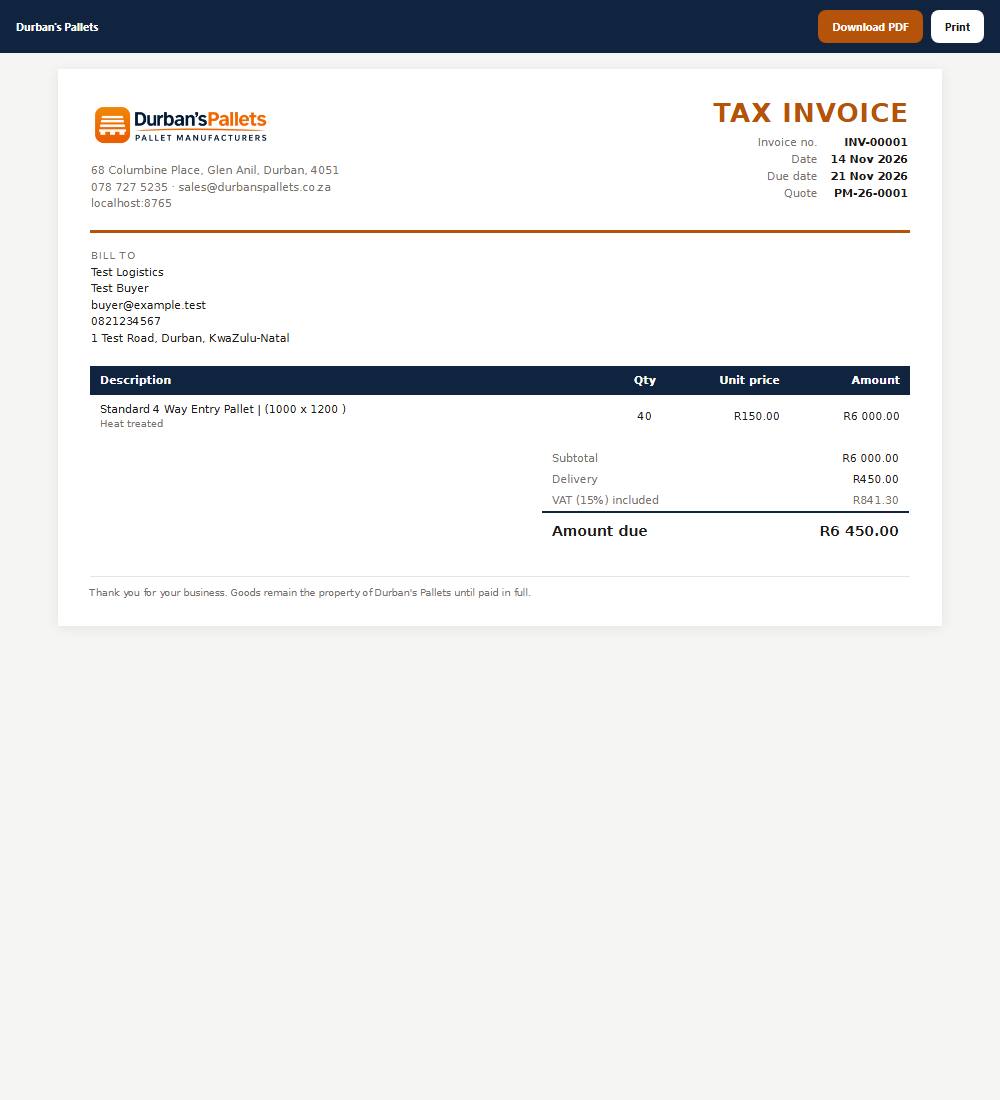 Durban's Pallets
Download PDF
Print
Durban'sPallets
PALLET MANUFACTURERS
68 Columbine Place, Glen Anil, Durban, 4051
078 727 5235 · sales@durbanspallets.co.za
localhost:8765
TAX INVOICE
Invoice no. INV-00001
Date 14 Nov 2026
Due date 21 Nov 2026
Quote PM-26-0001
BILL TO
Test Logistics
Test Buyer
buyer@example.test
0821234567
1 Test Road, Durban, KwaZulu-Natal
Description Qty Unit price Amount
Standard 4 Way Entry Pallet | (1000 x 1200 ) 40 R150.00 R6 000.00
Heat treated
Subtotal R6 000.00
Delivery R450.00
VAT (15%) included R841.30
Amount due R6 450.00
Thank you for your business. Goods remain the property of Durban's Pallets until paid in full.